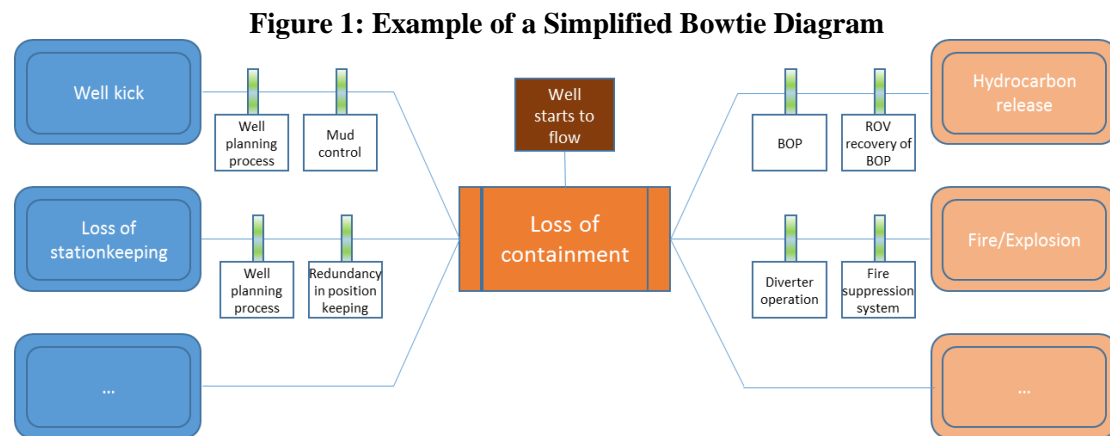 Figure 1: Example of a Simplified Bowtie Diagram
Well kick
Well
planning
process
Mud
control
Well
starts to
flow
BOP
ROV
recovery of
BOP
Hydrocarbon
release
Loss of
stationkeeping
Well
planning
process
Redundancy
in position
keeping
Loss of
containment
Diverter
operation
Fire
suppression
system
Fire/Explosion
...
...